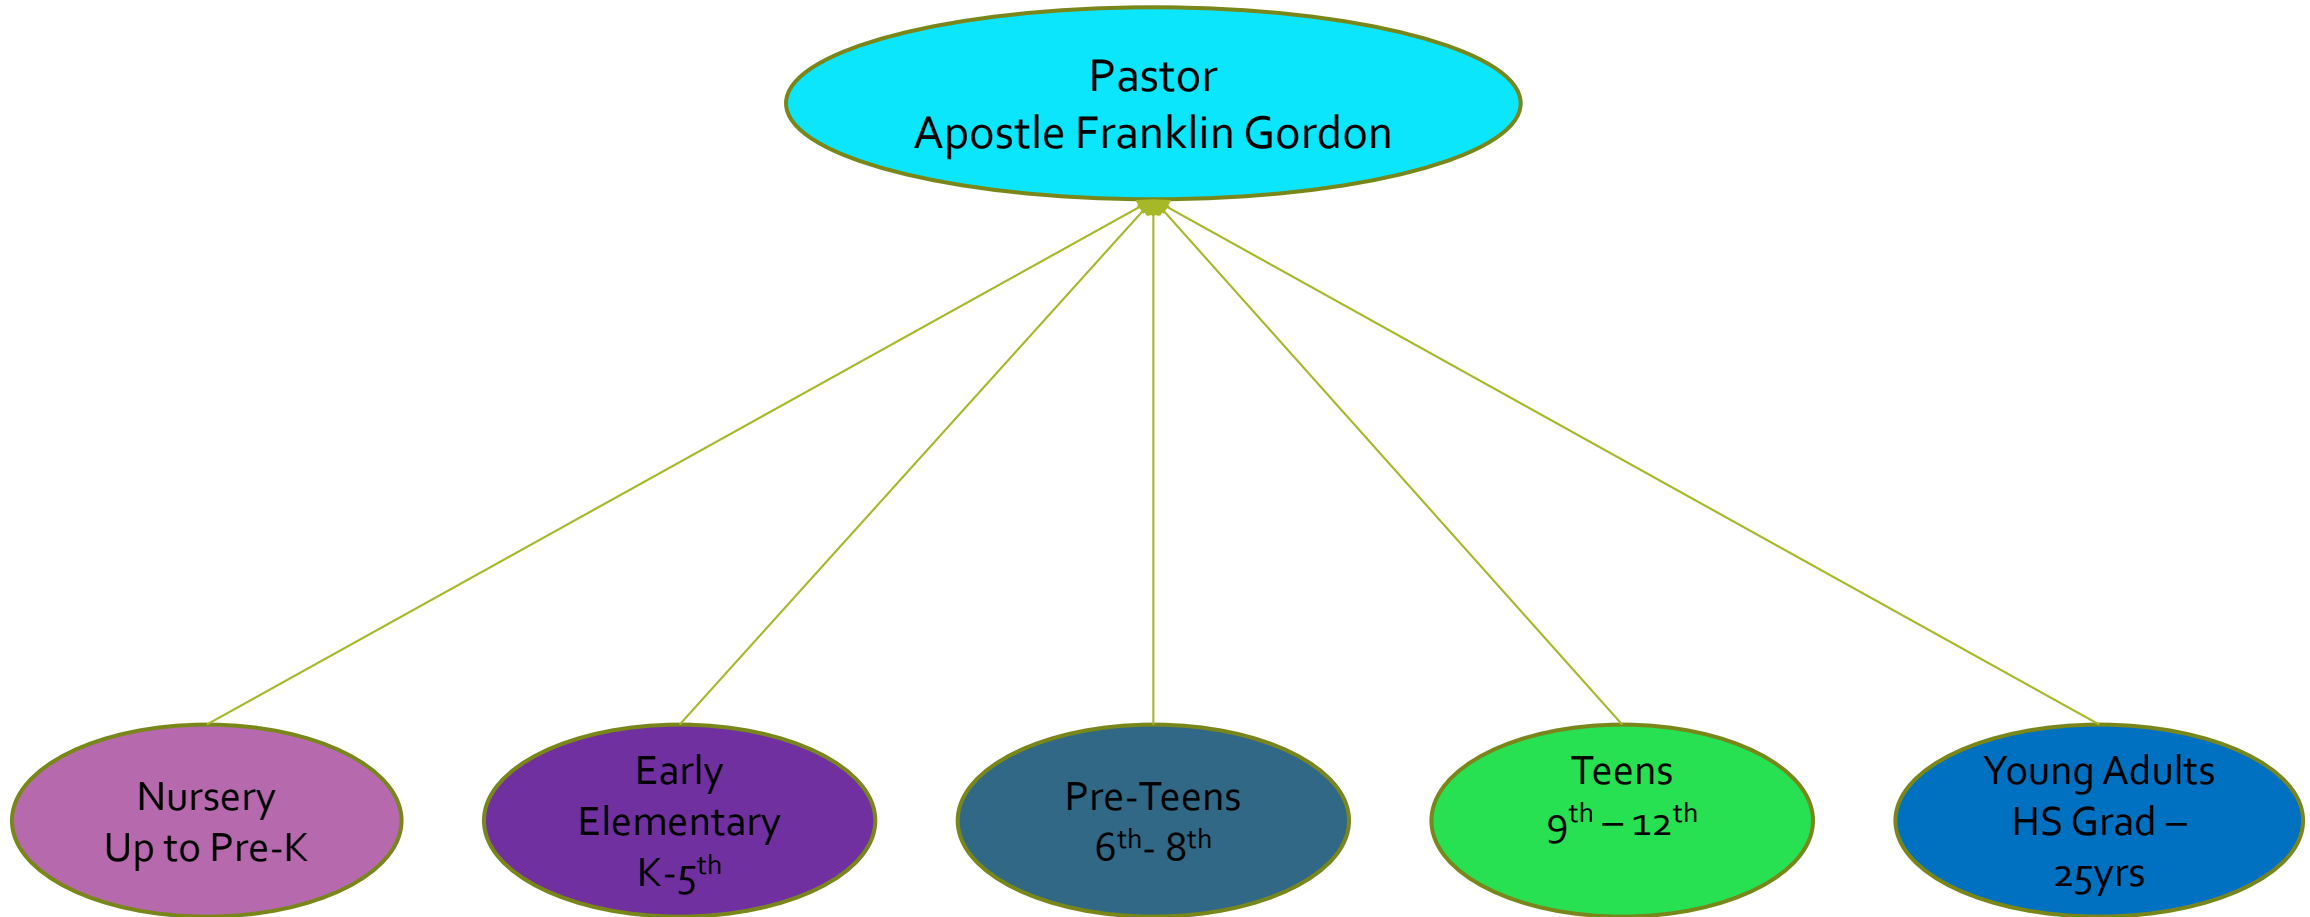 Pastor
Apostle Franklin Gordon
Nursery
Up to Pre-K
Early
Elementary
K-5th
Pre-Teens
6th- 8th
Teens
9th – 12th
Young Adults
HS Grad –
25yrs